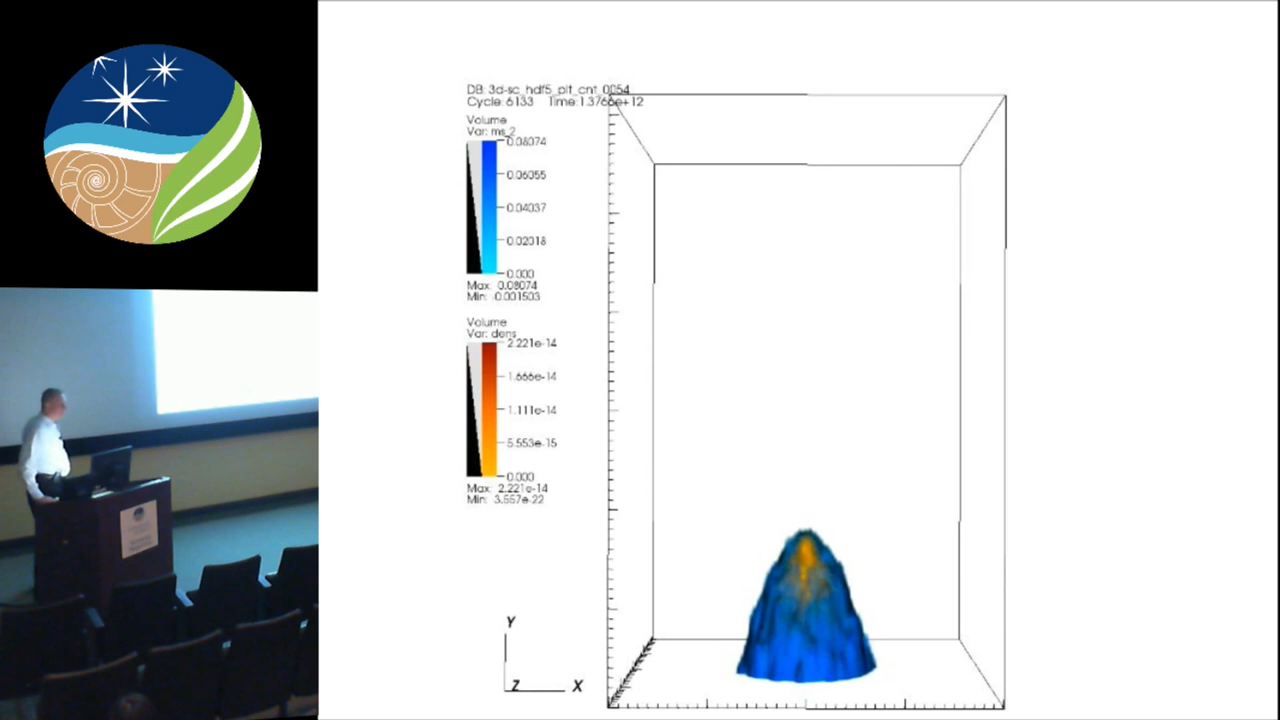 DB: 3d-sc_hdf5_plt_cnt_0054
Cycle: 6133 Time:1.3766e+12
Volume
Var: ms_2
0.08074
0.06055
0.04037
0.02018
0.000
Max: 0.08074
Min: -0.001503
Volume
Var: dens
2.221e-14
1.666e-14
1.111e-14
5.553e-15
0.000
Max: 2.221e-14
Min: 3.557e-22
Y
Z
X